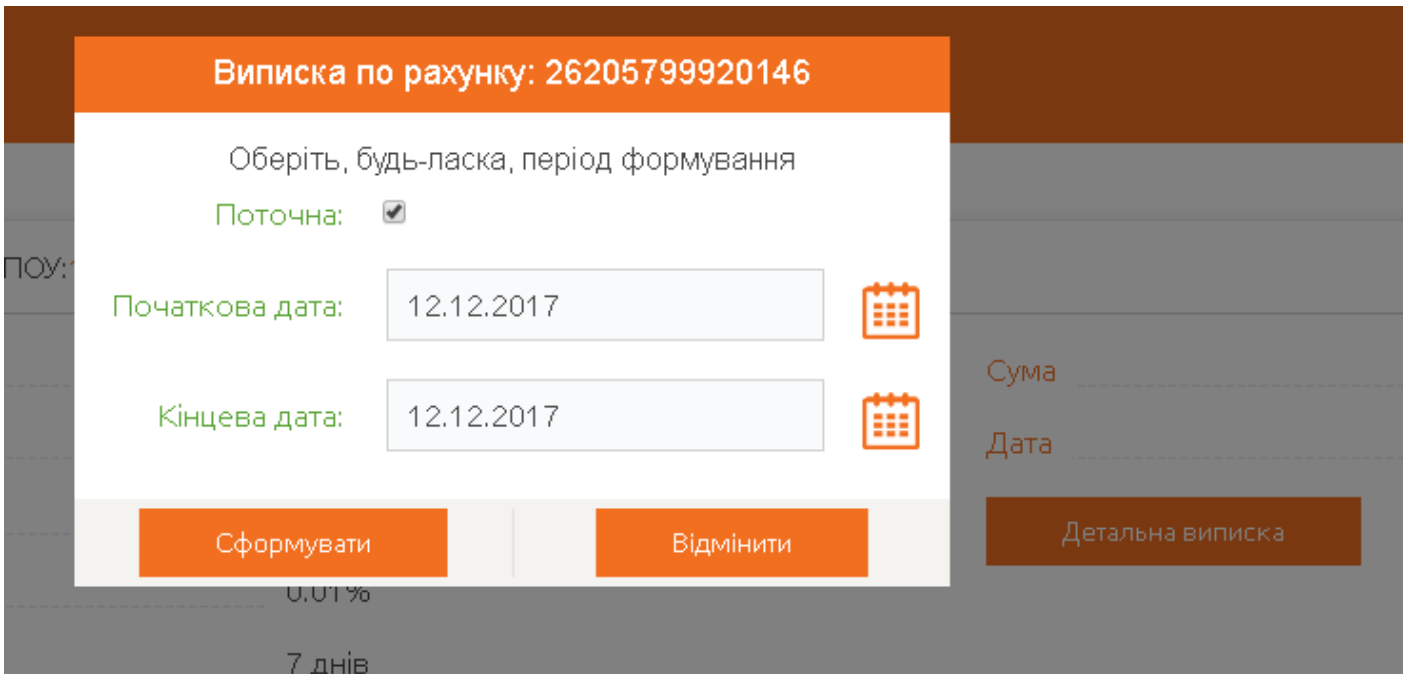 Виписка по рахунку: 26205799920146
Оберіть, будь-ласка, період формування
Поточна:
ПОУ:
Початкова дата: 12.12.2017
Кінцева дата: 12.12.2017
Сума
Дата
Сформувати Відмінити
Детальна виписка
0.01%
7 днів